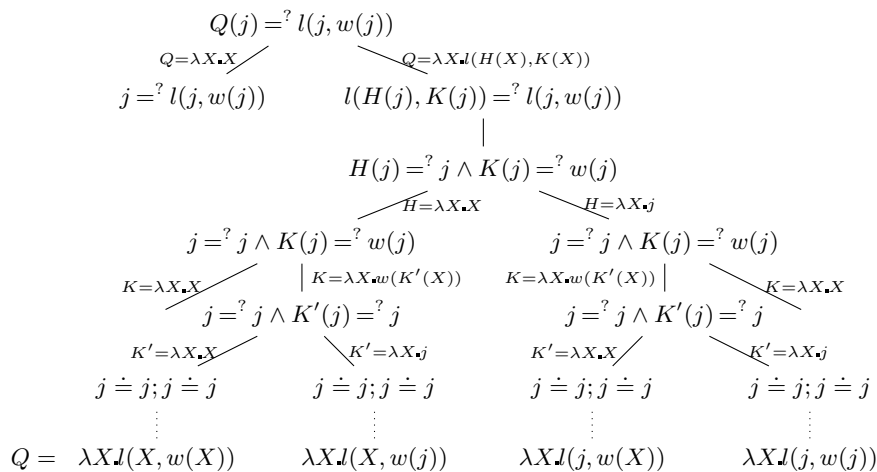 Q(j) =? l(j, w(j))
Q=λX.X Q=λX.l(H(X),K(X))
j =? l(j, w(j)) l(H(j), K(j)) =? l(j, w(j))
H(j) =? j ∧ K(j) =? w(j)
H=λX.X H=λX.j
j =? j ∧ K(j) =? w(j) j =? j ∧ K(j) =? w(j)
K=λX.X K=λX.w(K′(X)) K=λX.w(K′(X)) K=λX.X
j =? j ∧ K′(j) =? j j =? j ∧ K′(j) =? j
K′=λX.X K′=λX.j K′=λX.X K′=λX.j
j ≐ j; j ≐ j j ≐ j; j ≐ j j ≐ j; j ≐ j j ≐ j; j ≐ j
Q = λX.l(X, w(X)) λX.l(X, w(j)) λX.l(j, w(X)) λX.l(j, w(j))